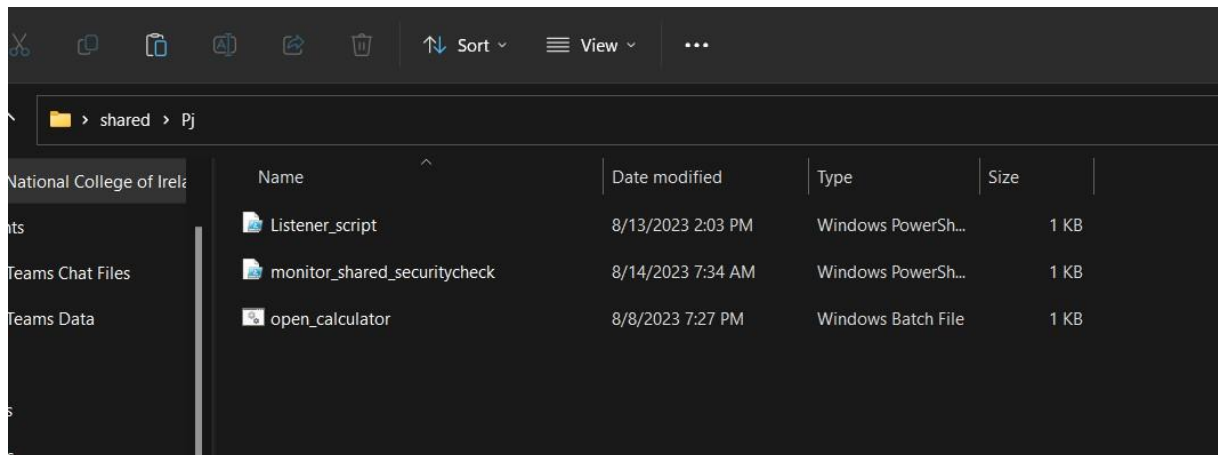 Sort View
shared > Pj
National College of Irela
Name Date modified Type Size
nts
Listener_script 8/13/2023 2:03 PM Windows PowerSh... 1 KB
Teams Chat Files
monitor_shared_securitycheck 8/14/2023 7:34 AM Windows PowerSh... 1 KB
Teams Data
open_calculator 8/8/2023 7:27 PM Windows Batch File 1 KB
s